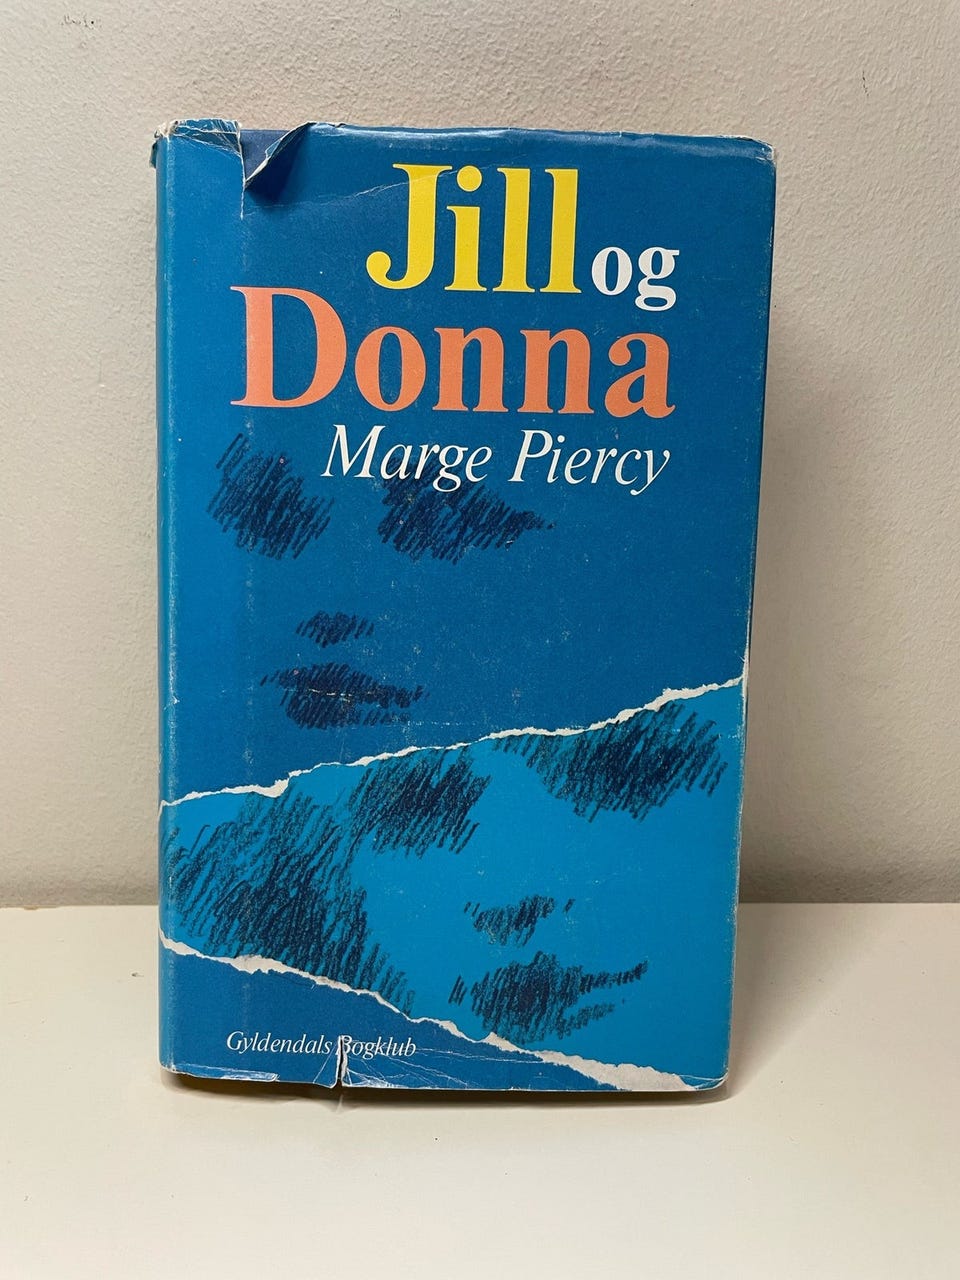 Jill og
Donna
Marge Piercy
Gyldendals Bogklub